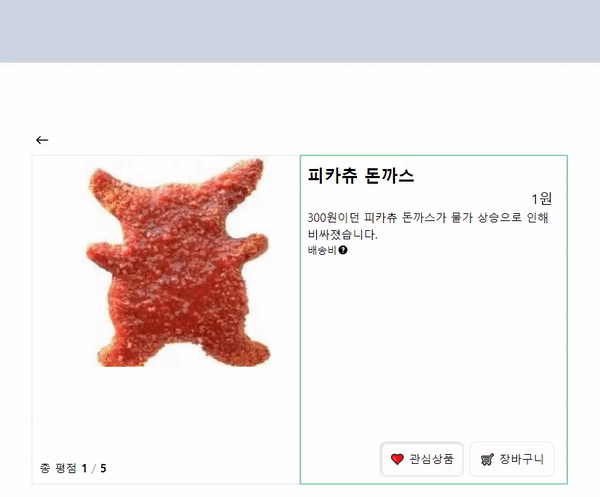 피카츄 돈까스
1원
300원이던 피카츄 돈까스가 물가 상승으로 인해
비싸졌습니다.
배송비
관심상품
장바구니
총 평점 1 / 5